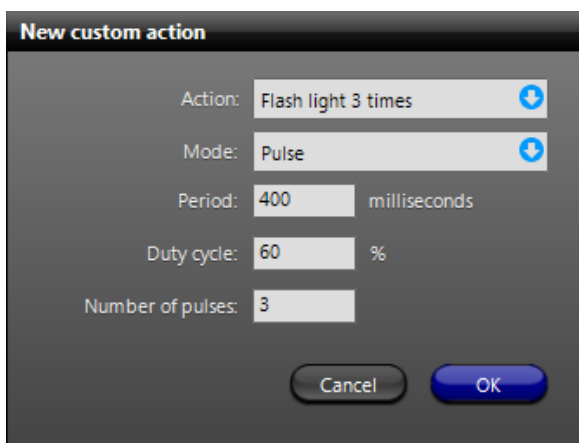 New custom action
Action: Flash light 3 times
Mode: Pulse
Period: 400 milliseconds
Duty cycle: 60 %
Number of pulses: 3
Cancel OK